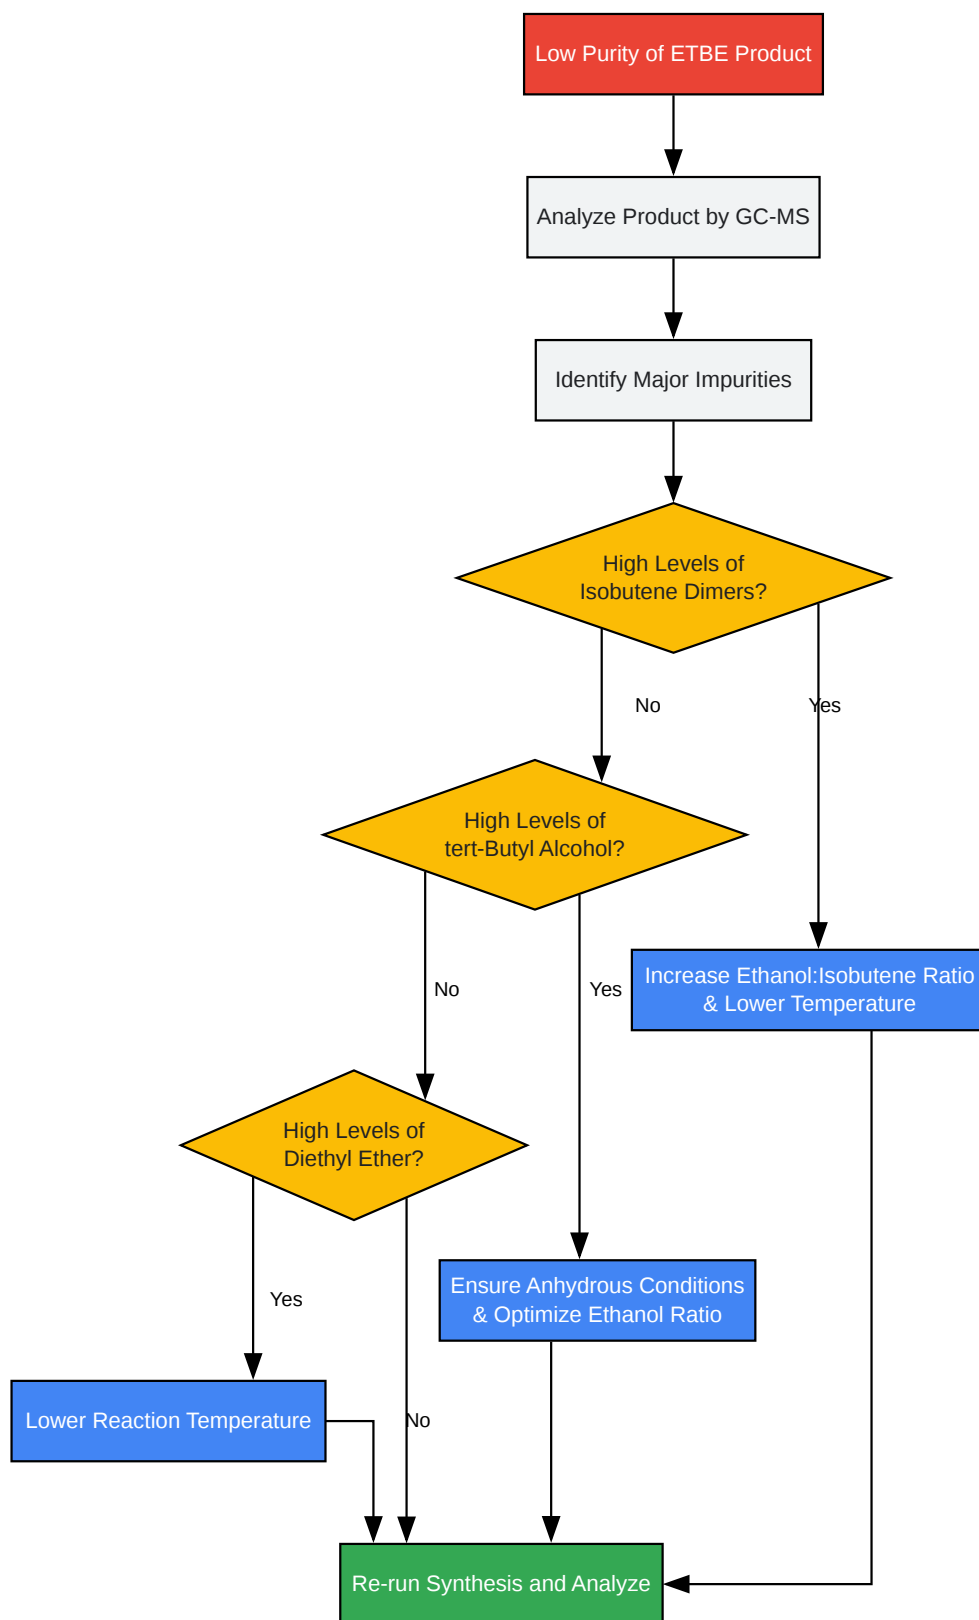 Low Purity of ETBE Product
Analyze Product by GC-MS
Identify Major Impurities
High Levels of
Isobutene Dimers?
No
Yes
High Levels of
tert-Butyl Alcohol?
Increase Ethanol:Isobutene Ratio
& Lower Temperature
No
Yes
High Levels of
Diethyl Ether?
Ensure Anhydrous Conditions
& Optimize Ethanol Ratio
Yes
Lower Reaction Temperature
No
Re-run Synthesis and Analyze